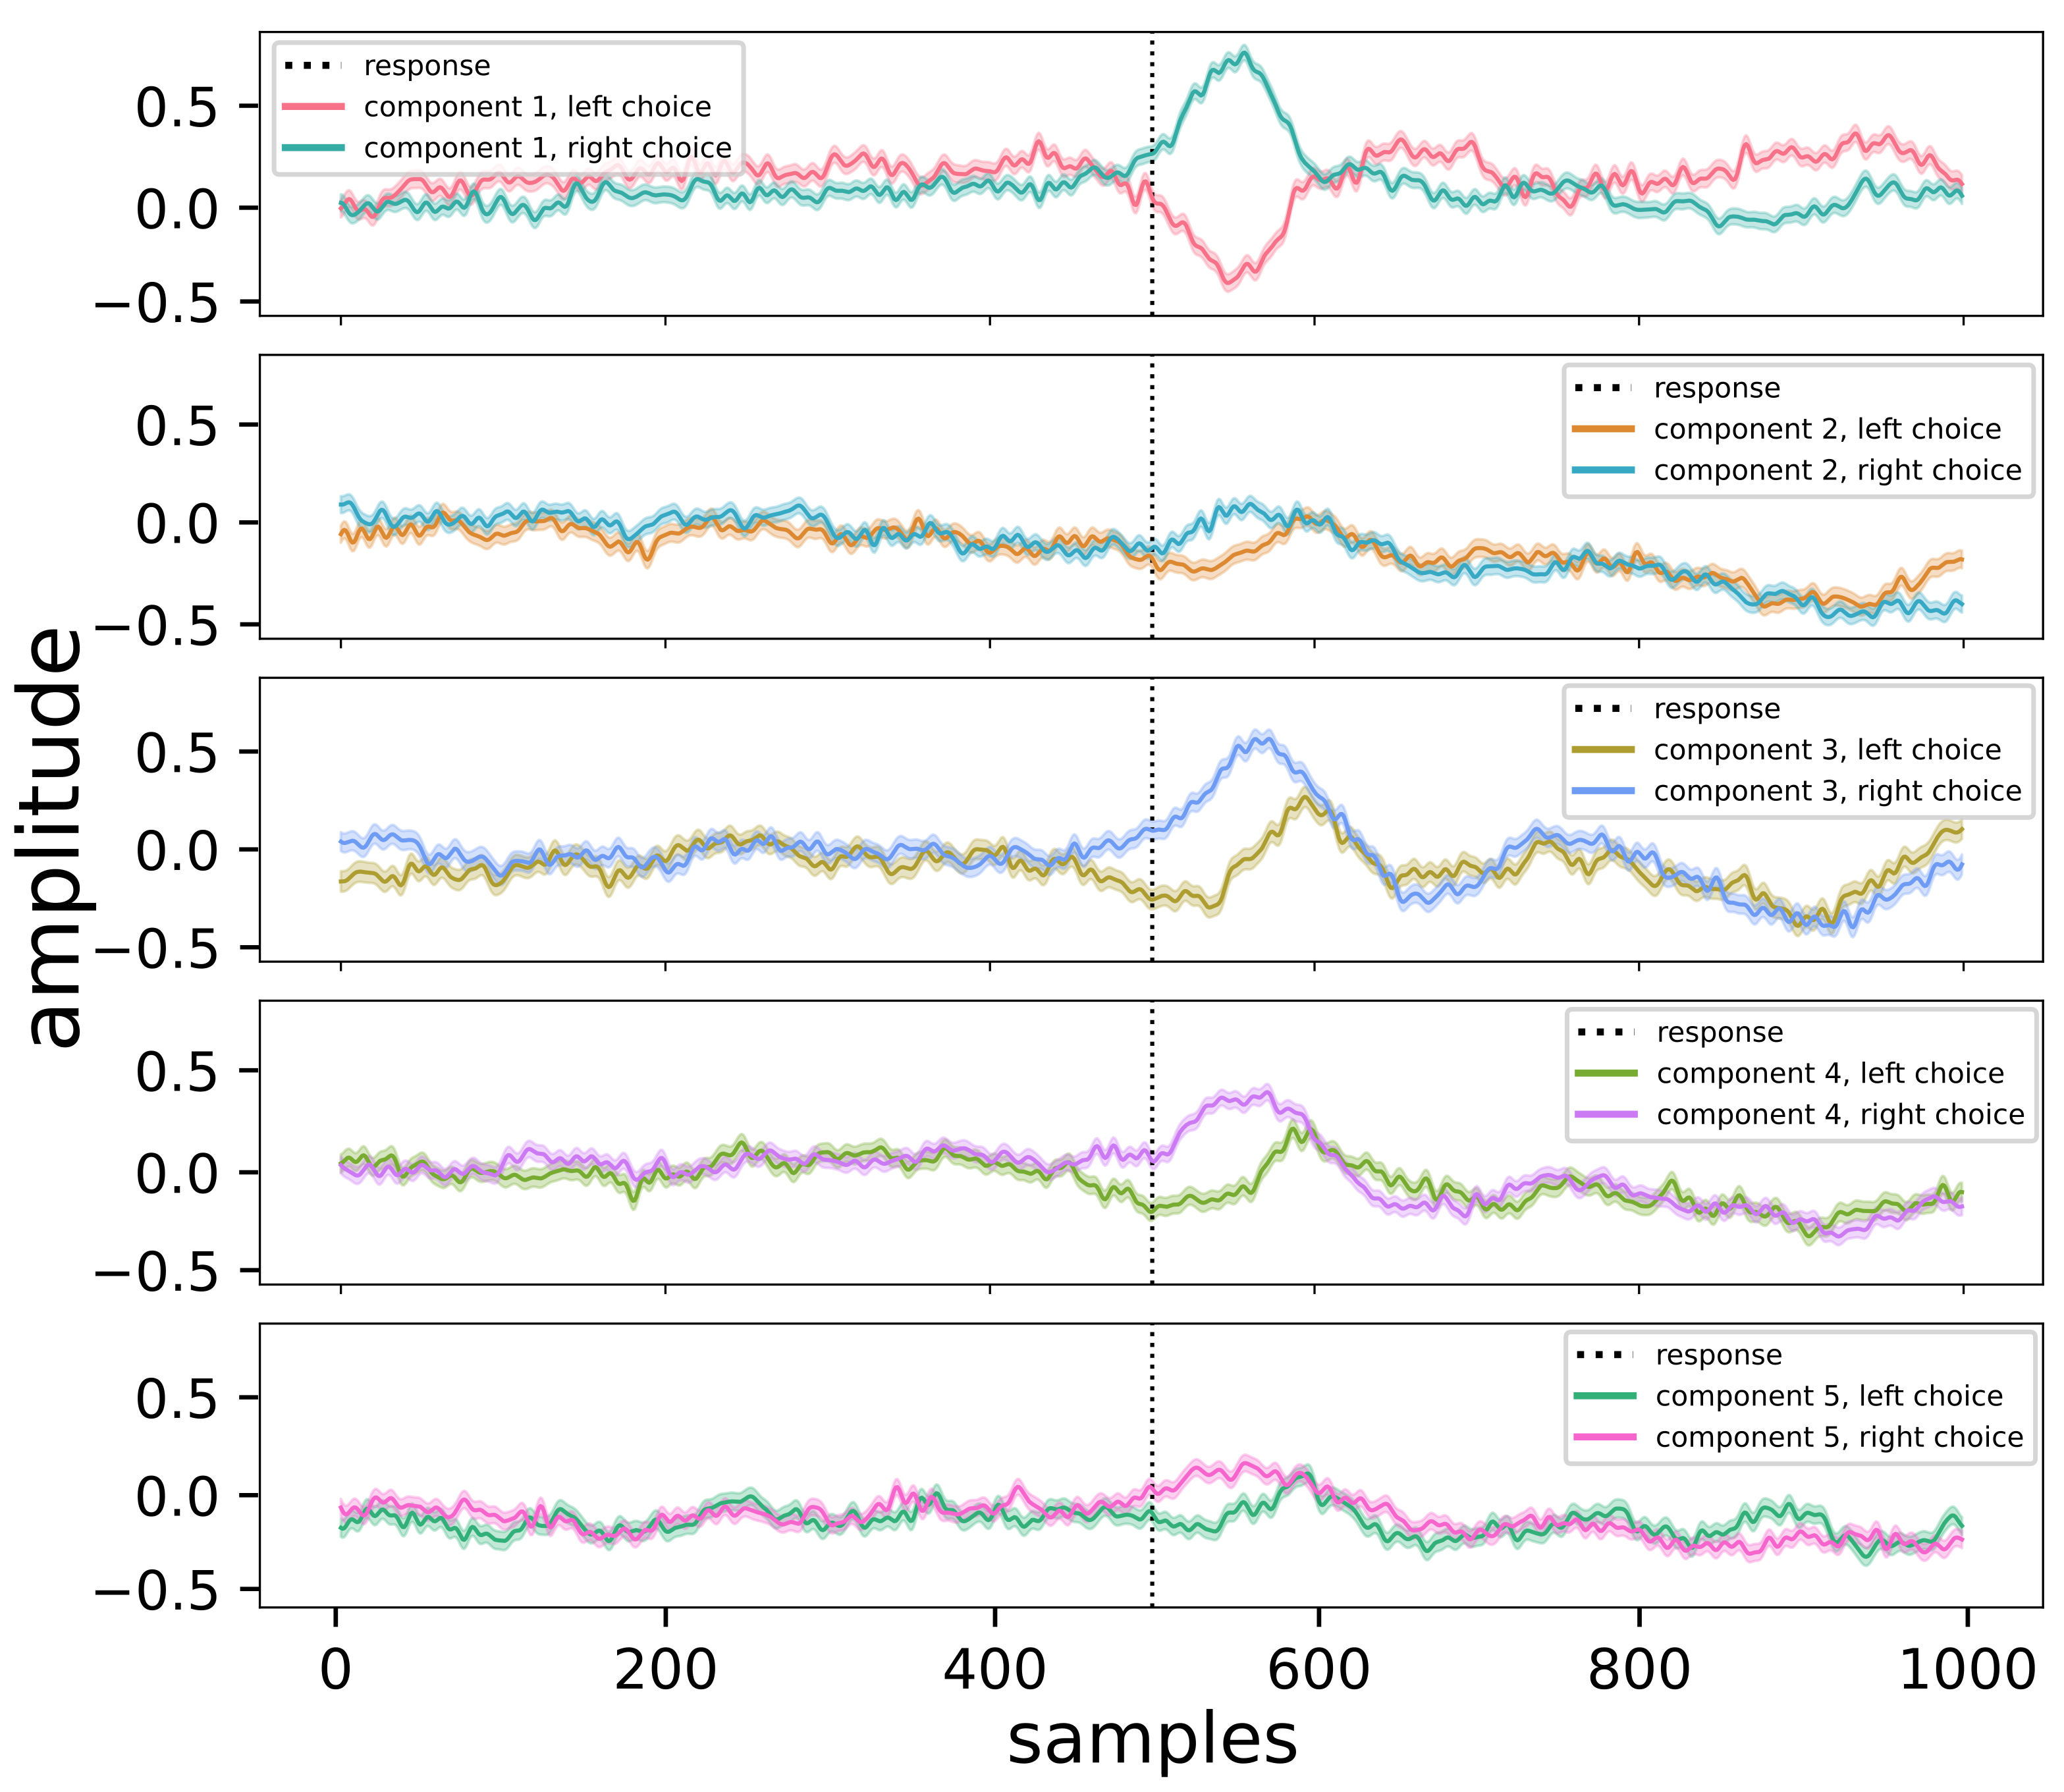 response
component 1, left choice
component 1, right choice
0.5
0.0
−0.5
response
component 2, left choice
component 2, right choice
0.5
0.0
−0.5
amplitude
response
component 3, left choice
component 3, right choice
0.5
0.0
−0.5
response
component 4, left choice
component 4, right choice
0.5
0.0
−0.5
response
component 5, left choice
component 5, right choice
0.5
0.0
−0.5
0 200 400 600 800 1000
samples